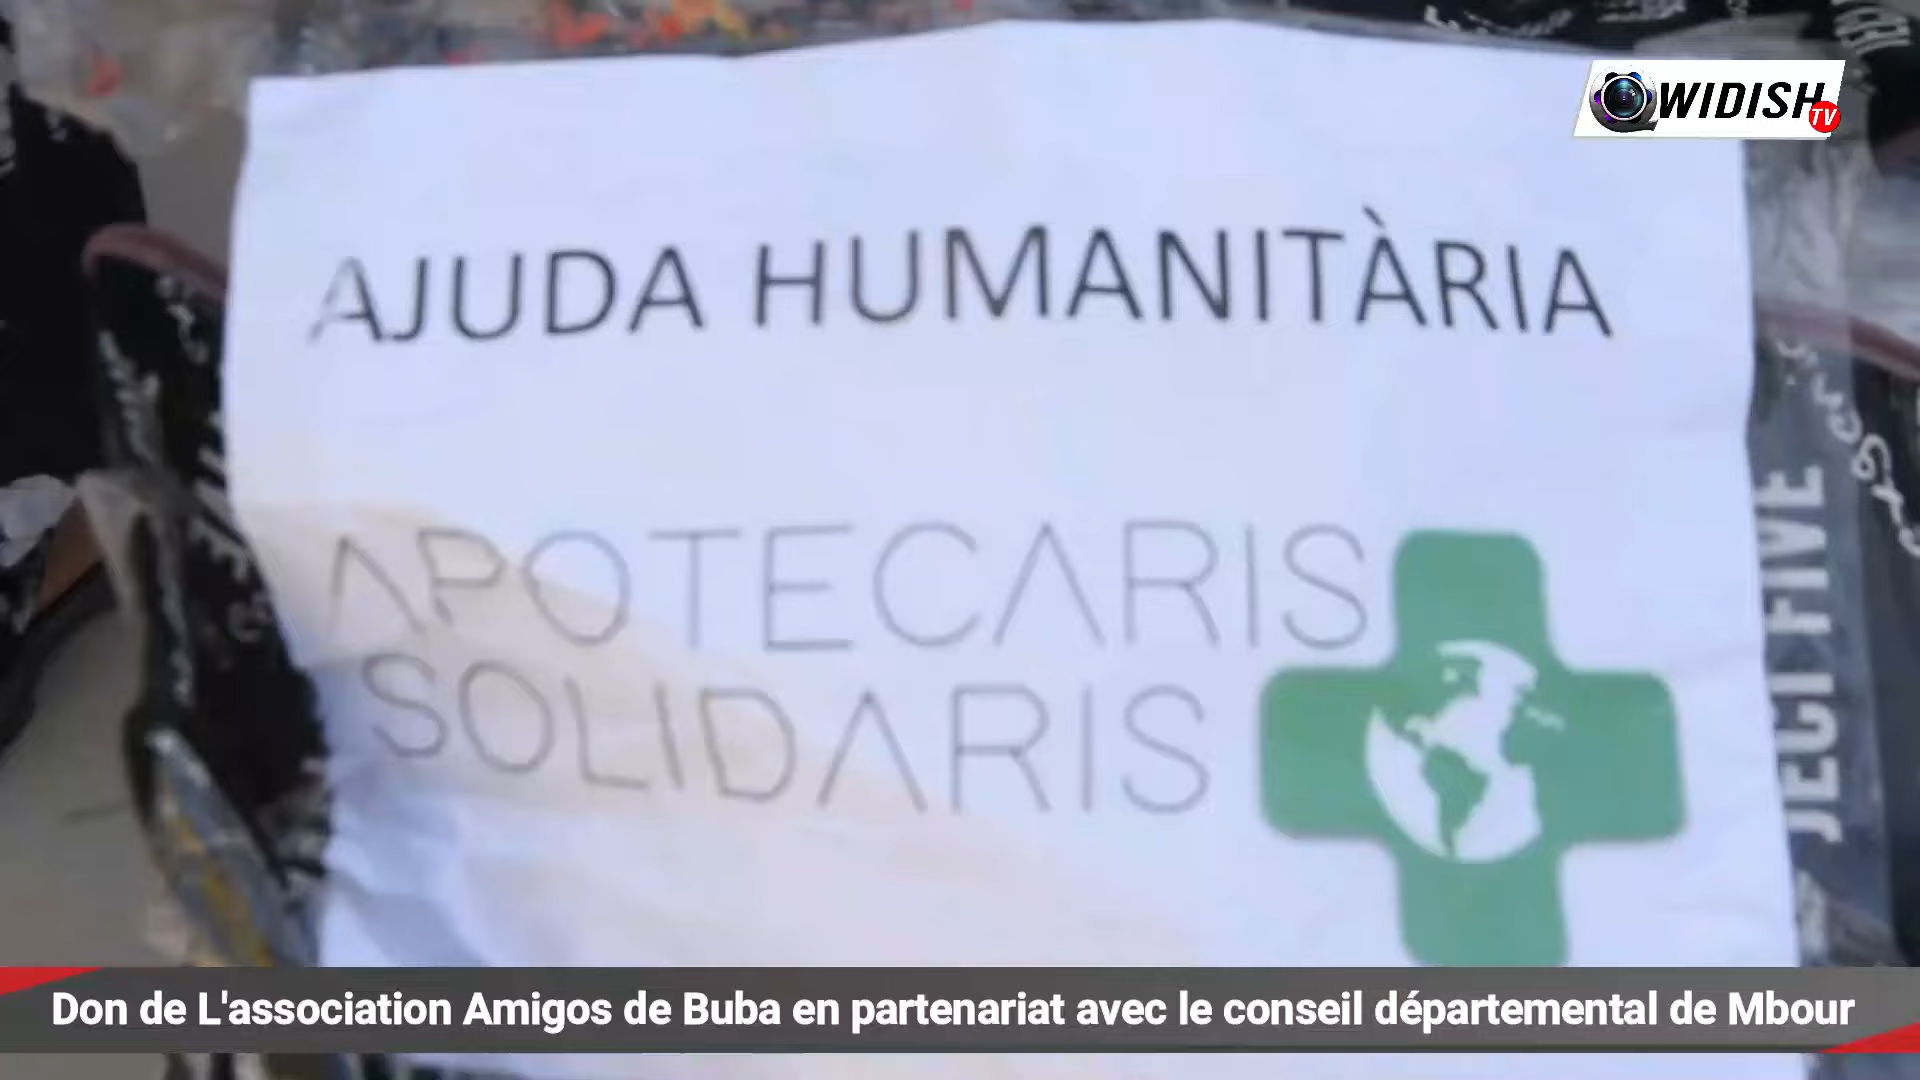 WIDISH TV
AJUDA HUMANITÀRIA
APOTECARIS
SOLIDARIS
JECT FIVE
Don de L'association Amigos de Buba en partenariat avec le conseil départemental de Mbour